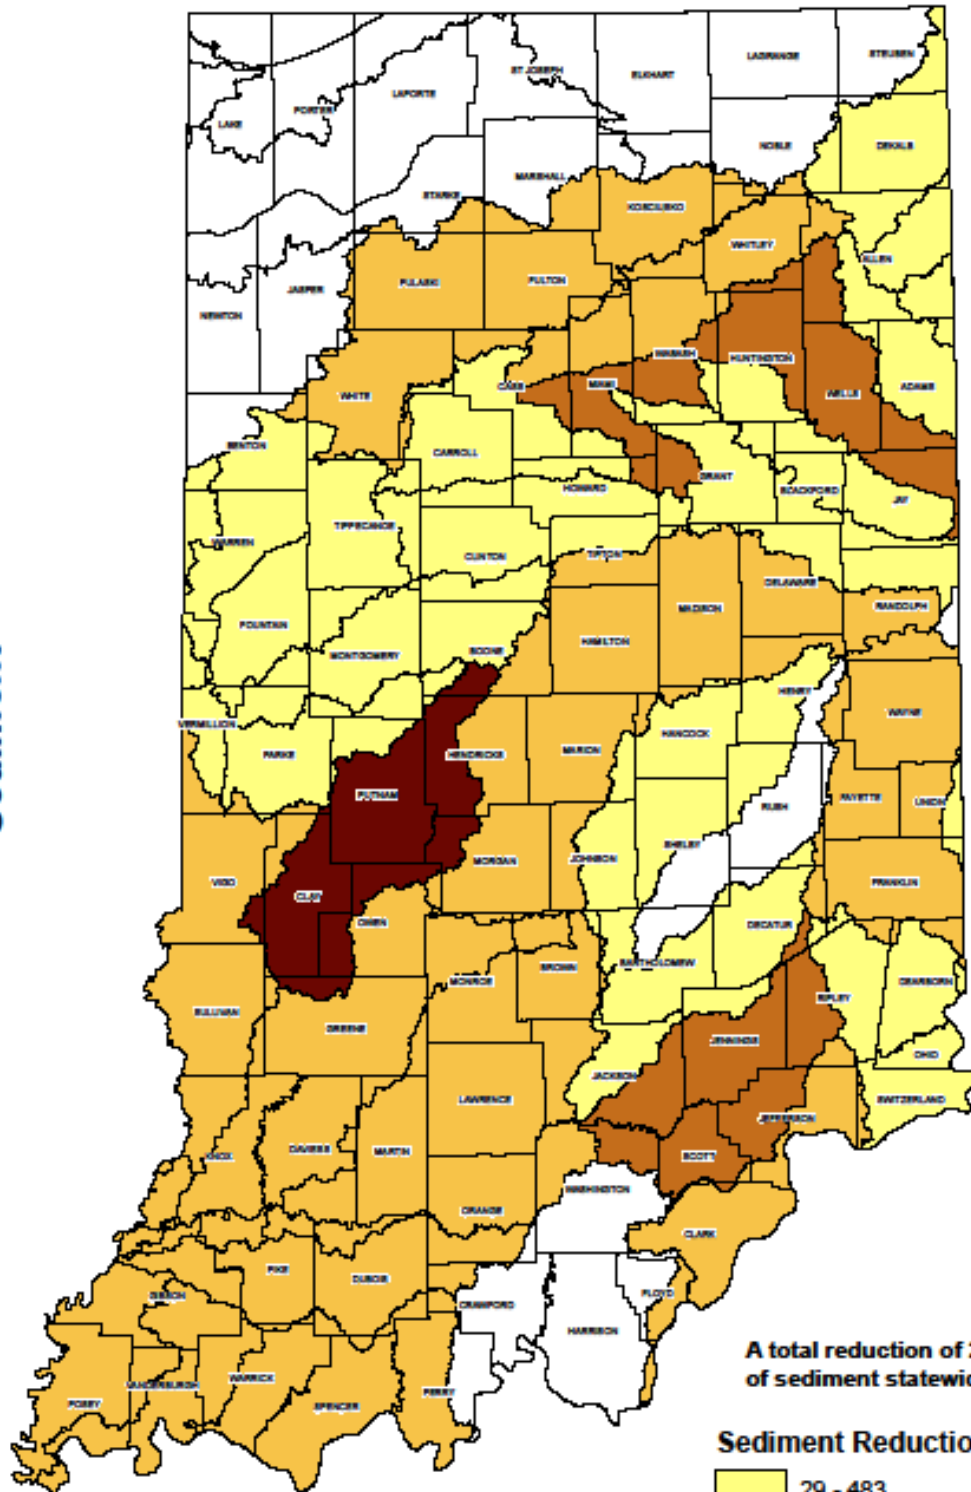 STEUBEN
LAGRANGE
ST JOSEPH
ELKHART
LAPORTE
PORTER
LAKE
NOBLE
DEKALB
MARSHALL
STARKE
KOSCIUSKO
WHITLEY
ALLEN
PULASKI
FULTON
JASPER
NEWTON
WABASH
HUNTINGTON
MIAMI
CASS
ADAMS
WELLS
WHITE
BENTON
CARROLL
GRANT
HOWARD
BLACKFORD
JAY
TIPPECANOE
WARREN
CLINTON
TIPTON
DELAWARE
RANDOLPH
MADISON
FOUNTAIN
HAMILTON
BOONE
MONTGOMERY
HENRY
WAYNE
VERMILLION
HANCOCK
PARKE
HENDRICKS
MARION
PUTNAM
FAYETTE
UNION
RUSH
SHELBY
JOHNSON
MORGAN
VIGO
FRANKLIN
CLAY
OWEN
DECATUR
BARTHOLOMEW
BROWN
MONROE
DEARBORN
RIPLEY
SULLIVAN
GREENE
JENNINGS
OHIO
JACKSON
SWITZERLAND
LAWRENCE
JEFFERSON
DAVIESS
MARTIN
KNOX
SCOTT
WASHINGTON
ORANGE
CLARK
PIKE
DUBOIS
GIBSON
FLOYD
CRAWFORD
HARRISON
WARRICK
VANDERBURGH
PERRY
POSEY
SPENCER
A total reduction of
of sediment statewid
Sediment Reductio
29 - 483